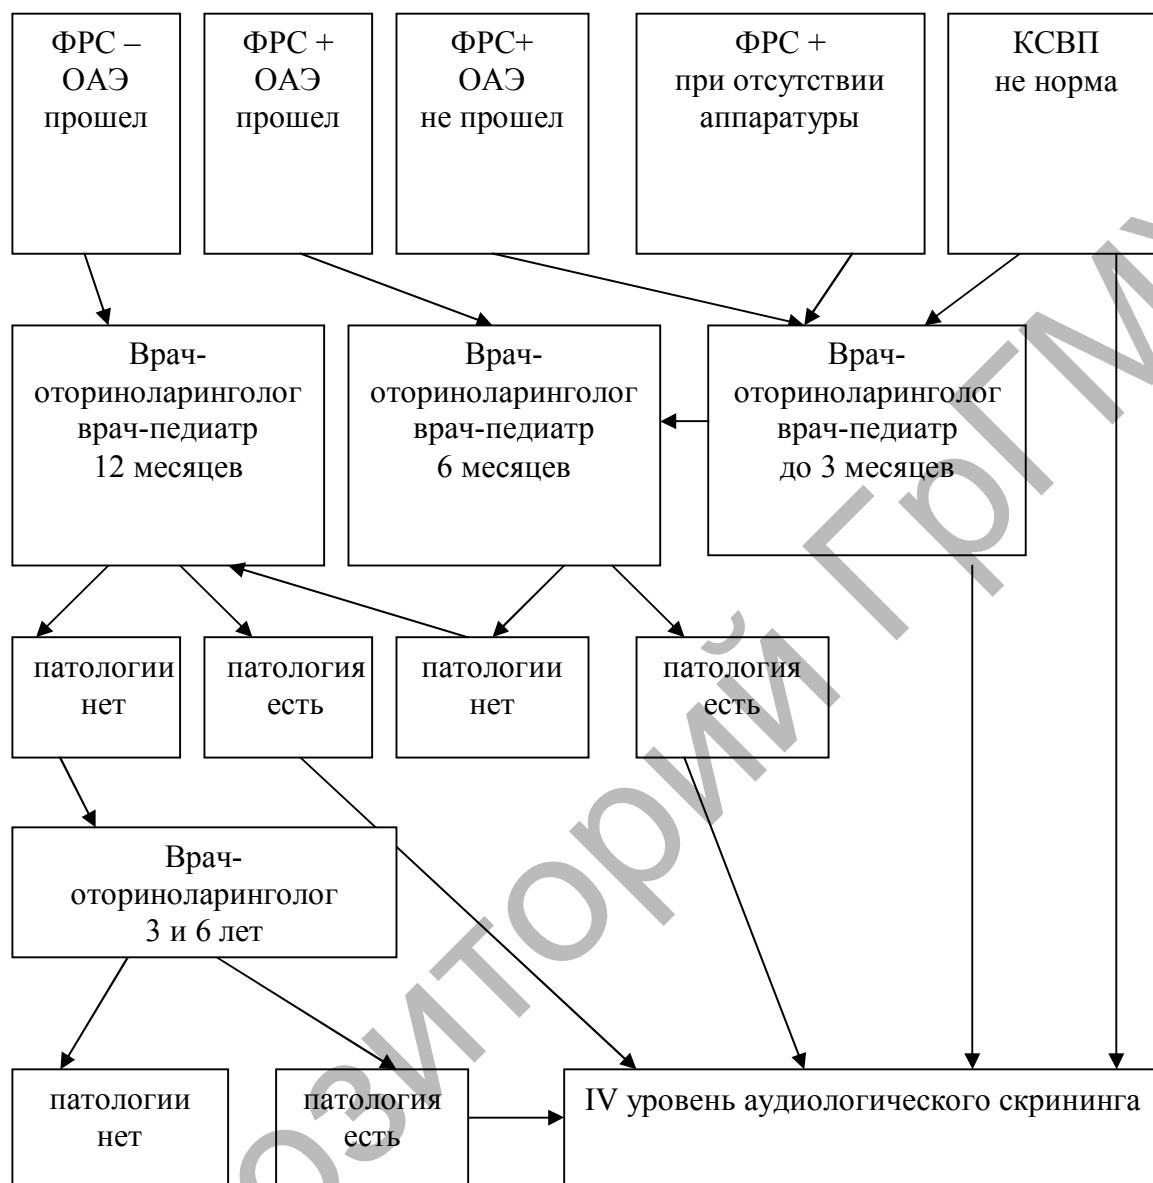 ФРС –
ОАЭ
прошел
ФРС +
ОАЭ
прошел
ФРС+
ОАЭ
не прошел
ФРС +
при отсутствии
аппаратуры
КСВП
не норма
Врач-
оториноларинголог
врач-педиатр
12 месяцев
Врач-
оториноларинголог
врач-педиатр
6 месяцев
Врач-
оториноларинголог
врач-педиатр
до 3 месяцев
патологии
нет
патология
есть
патологии
нет
патология
есть
Врач-
оториноларинголог
3 и 6 лет
патологии
нет
патология
есть
IV уровень аудиологического скрининга